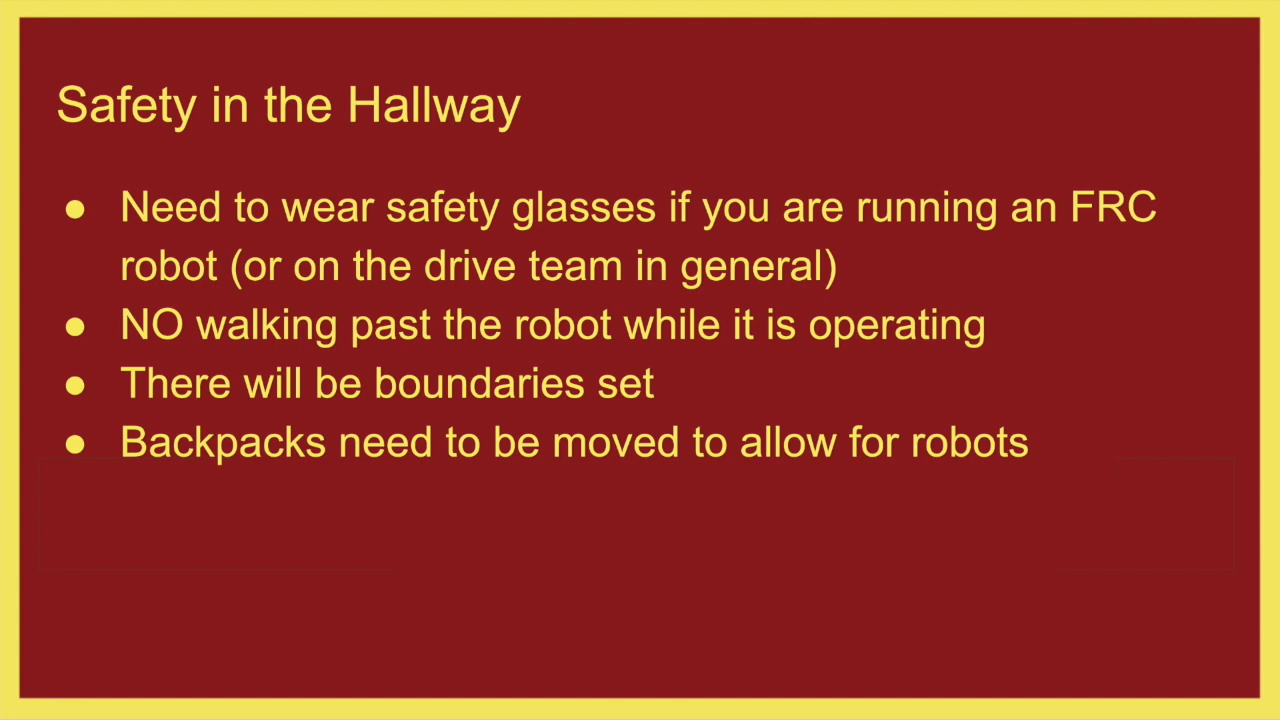 Safety in the Hallway
● Need to wear safety glasses if you are running an FRC
robot (or on the drive team in general)
● NO walking past the robot while it is operating
● There will be boundaries set
● Backpacks need to be moved to allow for robots